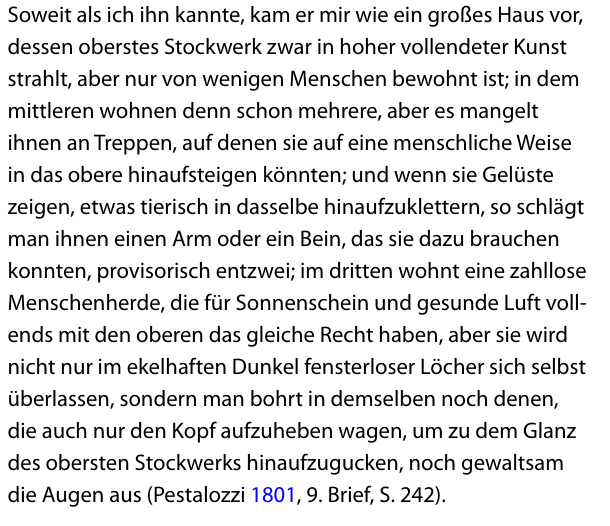 Soweit als ich ihn kannte, kam er mir wie ein großes Haus vor,
dessen oberstes Stockwerk zwar in hoher vollendeter Kunst
strahlt, aber nur von wenigen Menschen bewohnt ist; in dem
mittleren wohnen denn schon mehrere, aber es mangelt
ihnen an Treppen, auf denen sie auf eine menschliche Weise
in das obere hinaufsteigen könnten; und wenn sie Gelüste
zeigen, etwas tierisch in dasselbe hinaufzuklettern, so schlägt
man ihnen einen Arm oder ein Bein, das sie dazu brauchen
konnten, provisorisch entzwei; im dritten wohnt eine zahllose
Menschenherde, die für Sonnenschein und gesunde Luft voll-
ends mit den oberen das gleiche Recht haben, aber sie wird
nicht nur im ekelhaften Dunkel fensterloser Löcher sich selbst
überlassen, sondern man bohrt in demselben noch denen,
die auch nur den Kopf aufzuheben wagen, um zu dem Glanz
des obersten Stockwerks hinaufzugucken, noch gewaltsam
die Augen aus (Pestalozzi 1801, 9. Brief, S. 242).